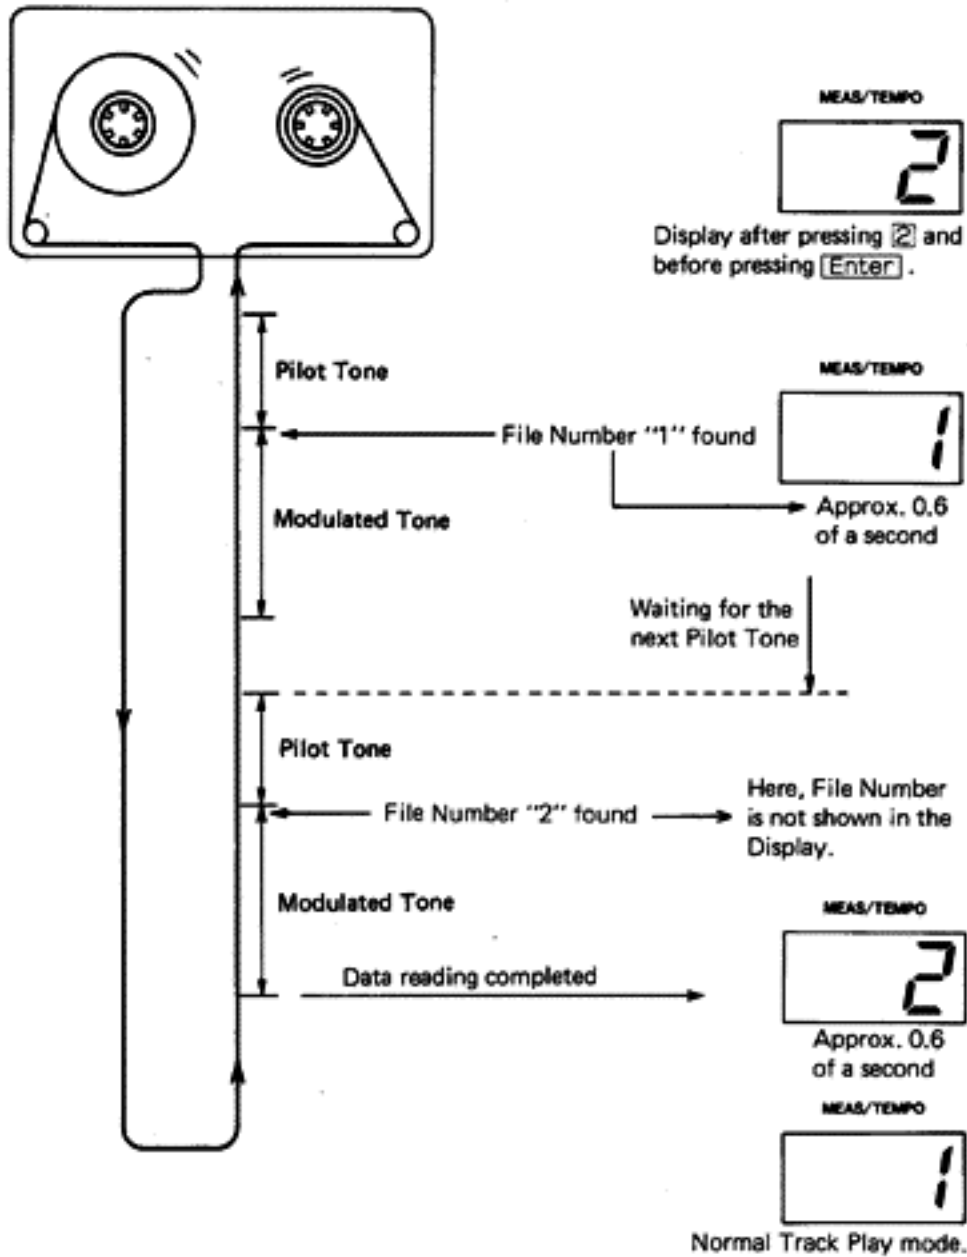 MEAS/TEMPO
2
Display after pressing 2 and
before pressing Enter .
Pilot Tone
MEAS/TEMPO
1
File Number "1" found
Approx. 0.6
of a second
Modulated Tone
Waiting for the
next Pilot Tone
Pilot Tone
File Number "2" found
Here, File Number
is not shown in the
Display.
Modulated Tone
MEAS/TEMPO
2
Data reading completed
Approx. 0.6
of a second
MEAS/TEMPO
1
Normal Track Play mode.